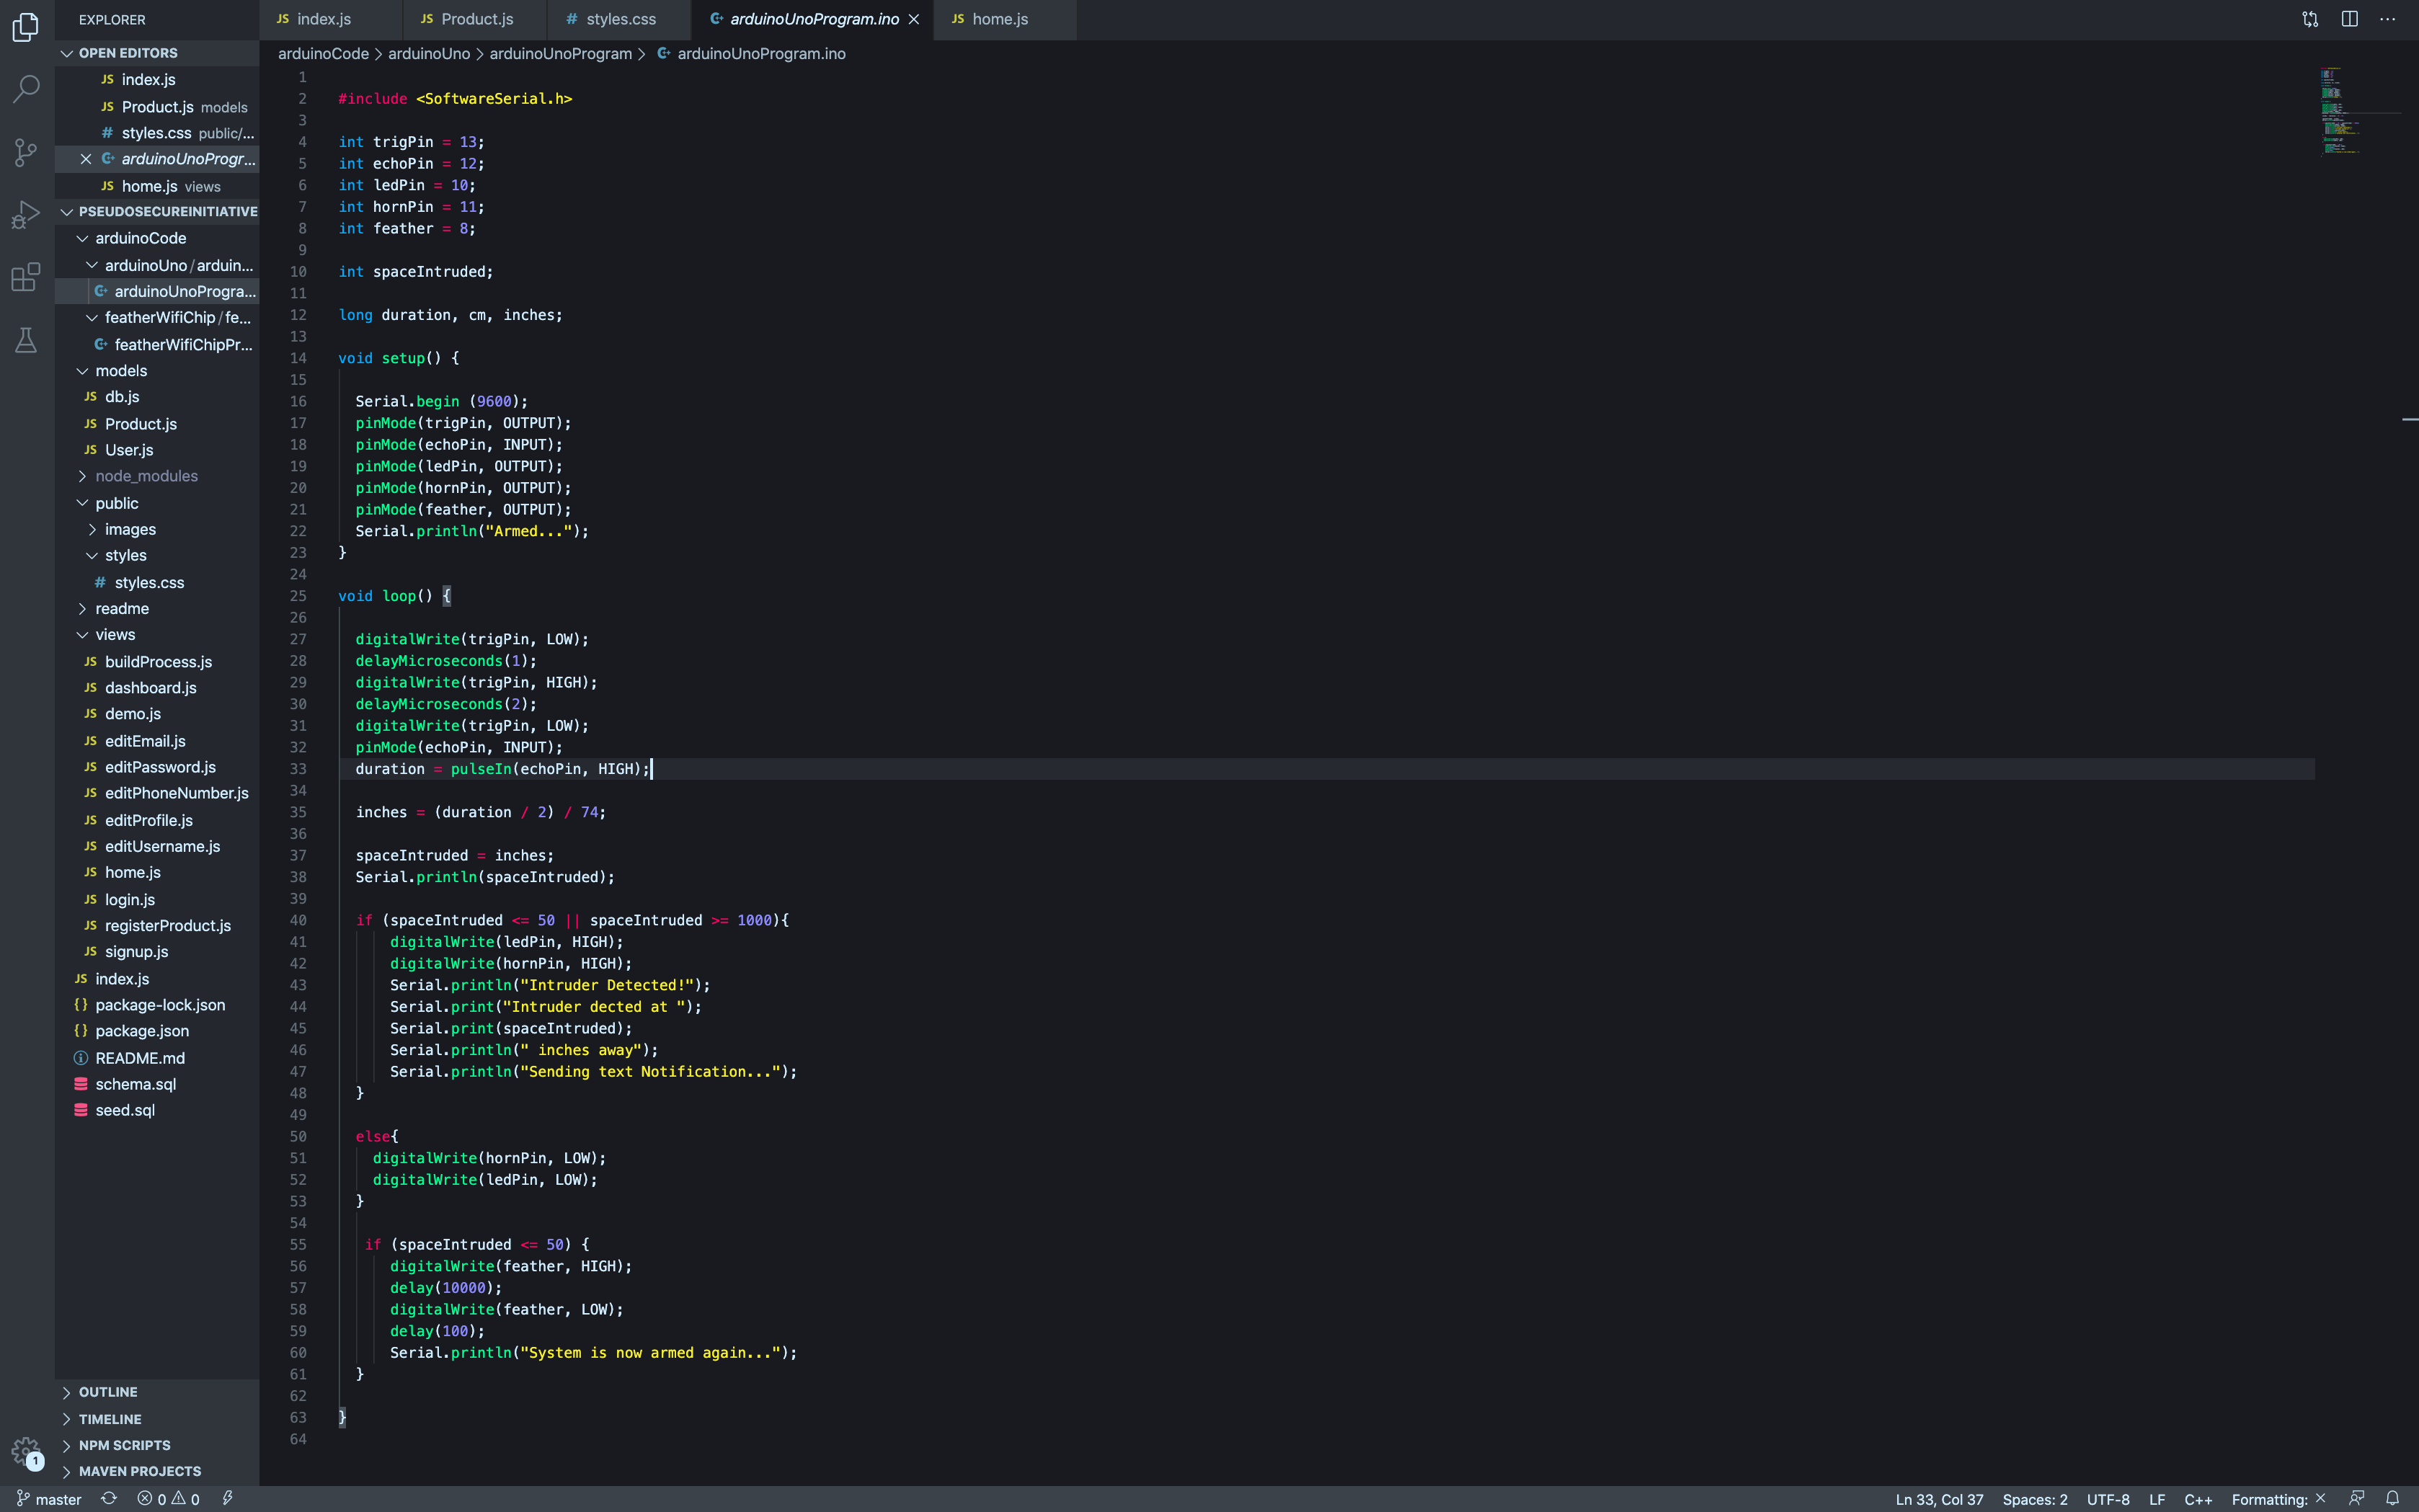 EXPLORER
OPEN EDITORS
JS index.js
JS Product.js models
# styles.css public/...
arduinoUnoProgr...
JS home.js views
PSEUDOSECUREINITIATIVE
arduinoCode
arduinoUno / arduin...
arduinoUnoProgra...
featherWifiChip / fe...
featherWifiChipPr...
models
JS db.js
JS Product.js
JS User.js
node_modules
public
images
styles
# styles.css
readme
views
JS buildProcess.js
JS dashboard.js
JS demo.js
JS editEmail.js
JS editPassword.js
JS editPhoneNumber.js
JS editProfile.js
JS editUsername.js
JS home.js
JS login.js
JS registerProduct.js
JS signup.js
JS index.js
{} package-lock.json
{} package.json
README.md
schema.sql
seed.sql
OUTLINE
TIMELINE
NPM SCRIPTS
MAVEN PROJECTS
1
JS index.js
JS Product.js
# styles.css
arduinoUnoProgram.ino
JS home.js
arduinoCode > arduinoUno > arduinoUnoProgram > arduinoUnoProgram.ino
1
2 #include <SoftwareSerial.h>
3
4 int trigPin = 13;
5 int echoPin = 12;
6 int ledPin = 10;
7 int hornPin = 11;
8 int feather = 8;
9
10 int spaceIntruded;
11
12 long duration, cm, inches;
13
14 void setup() {
15
16 Serial.begin (9600);
17 pinMode(trigPin, OUTPUT);
18 pinMode(echoPin, INPUT);
19 pinMode(ledPin, OUTPUT);
20 pinMode(hornPin, OUTPUT);
21 pinMode(feather, OUTPUT);
22 Serial.println("Armed...");
23 }
24
25 void loop() {
26
27 digitalWrite(trigPin, LOW);
28 delayMicroseconds(1);
29 digitalWrite(trigPin, HIGH);
30 delayMicroseconds(2);
31 digitalWrite(trigPin, LOW);
32 pinMode(echoPin, INPUT);
33 duration = pulseIn(echoPin, HIGH);
34
35 inches = (duration / 2) / 74;
36
37 spaceIntruded = inches;
38 Serial.println(spaceIntruded);
39
40 if (spaceIntruded <= 50 || spaceIntruded >= 1000){
41 digitalWrite(ledPin, HIGH);
42 digitalWrite(hornPin, HIGH);
43 Serial.println("Intruder Detected!");
44 Serial.print("Intruder dected at ");
45 Serial.print(spaceIntruded);
46 Serial.println(" inches away");
47 Serial.println("Sending text Notification...");
48 }
49
50 else{
51 digitalWrite(hornPin, LOW);
52 digitalWrite(ledPin, LOW);
53 }
54
55 if (spaceIntruded <= 50) {
56 digitalWrite(feather, HIGH);
57 delay(10000);
58 digitalWrite(feather, LOW);
59 delay(100);
60 Serial.println("System is now armed again...");
61 }
62
63 }
64
master 0 0 Ln 33, Col 37 Spaces: 2 UTF-8 LF C++ Formatting: ×